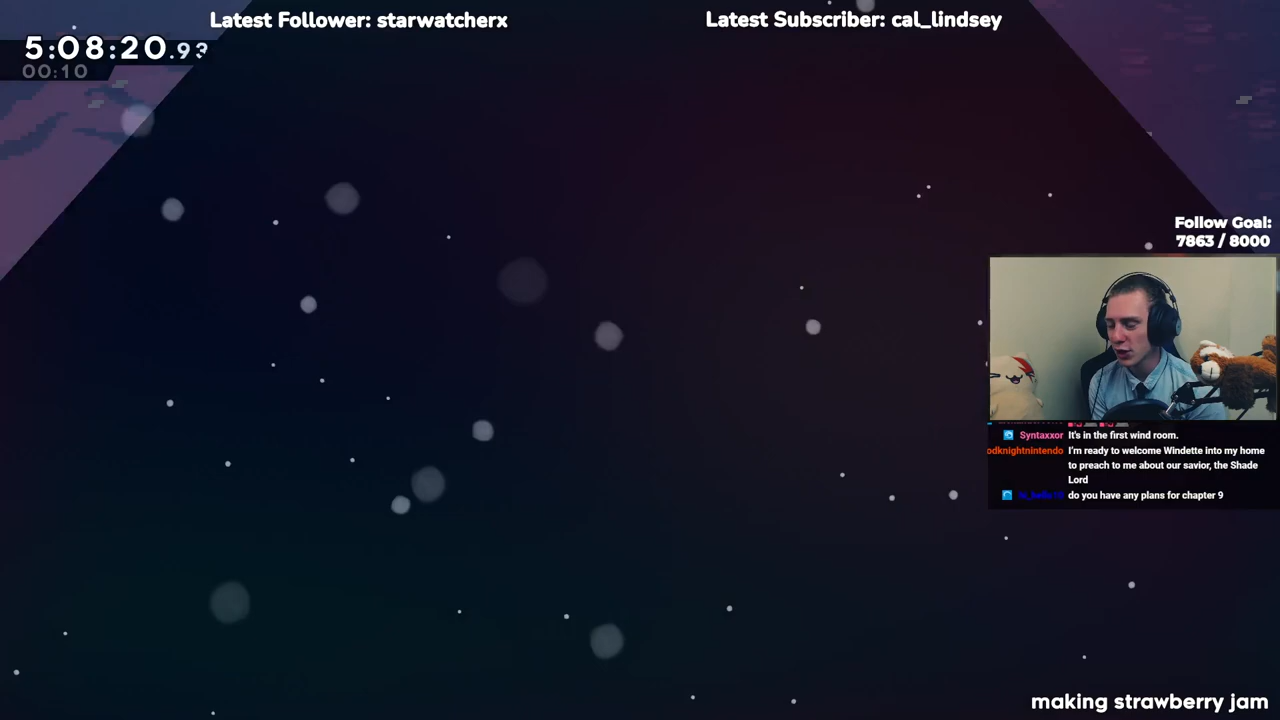 Latest Follower: starwatcherx
Latest Subscriber: cal_lindsey
5:08:20.93
00:10
Follow Goal:
7863 / 8000
Syntaxxor It's in the first wind room.
odknightnintendo I'm ready to welcome Windette into my home
to preach to me about our savior, the Shade
Lord
do you have any plans for chapter 9
making strawberry jam